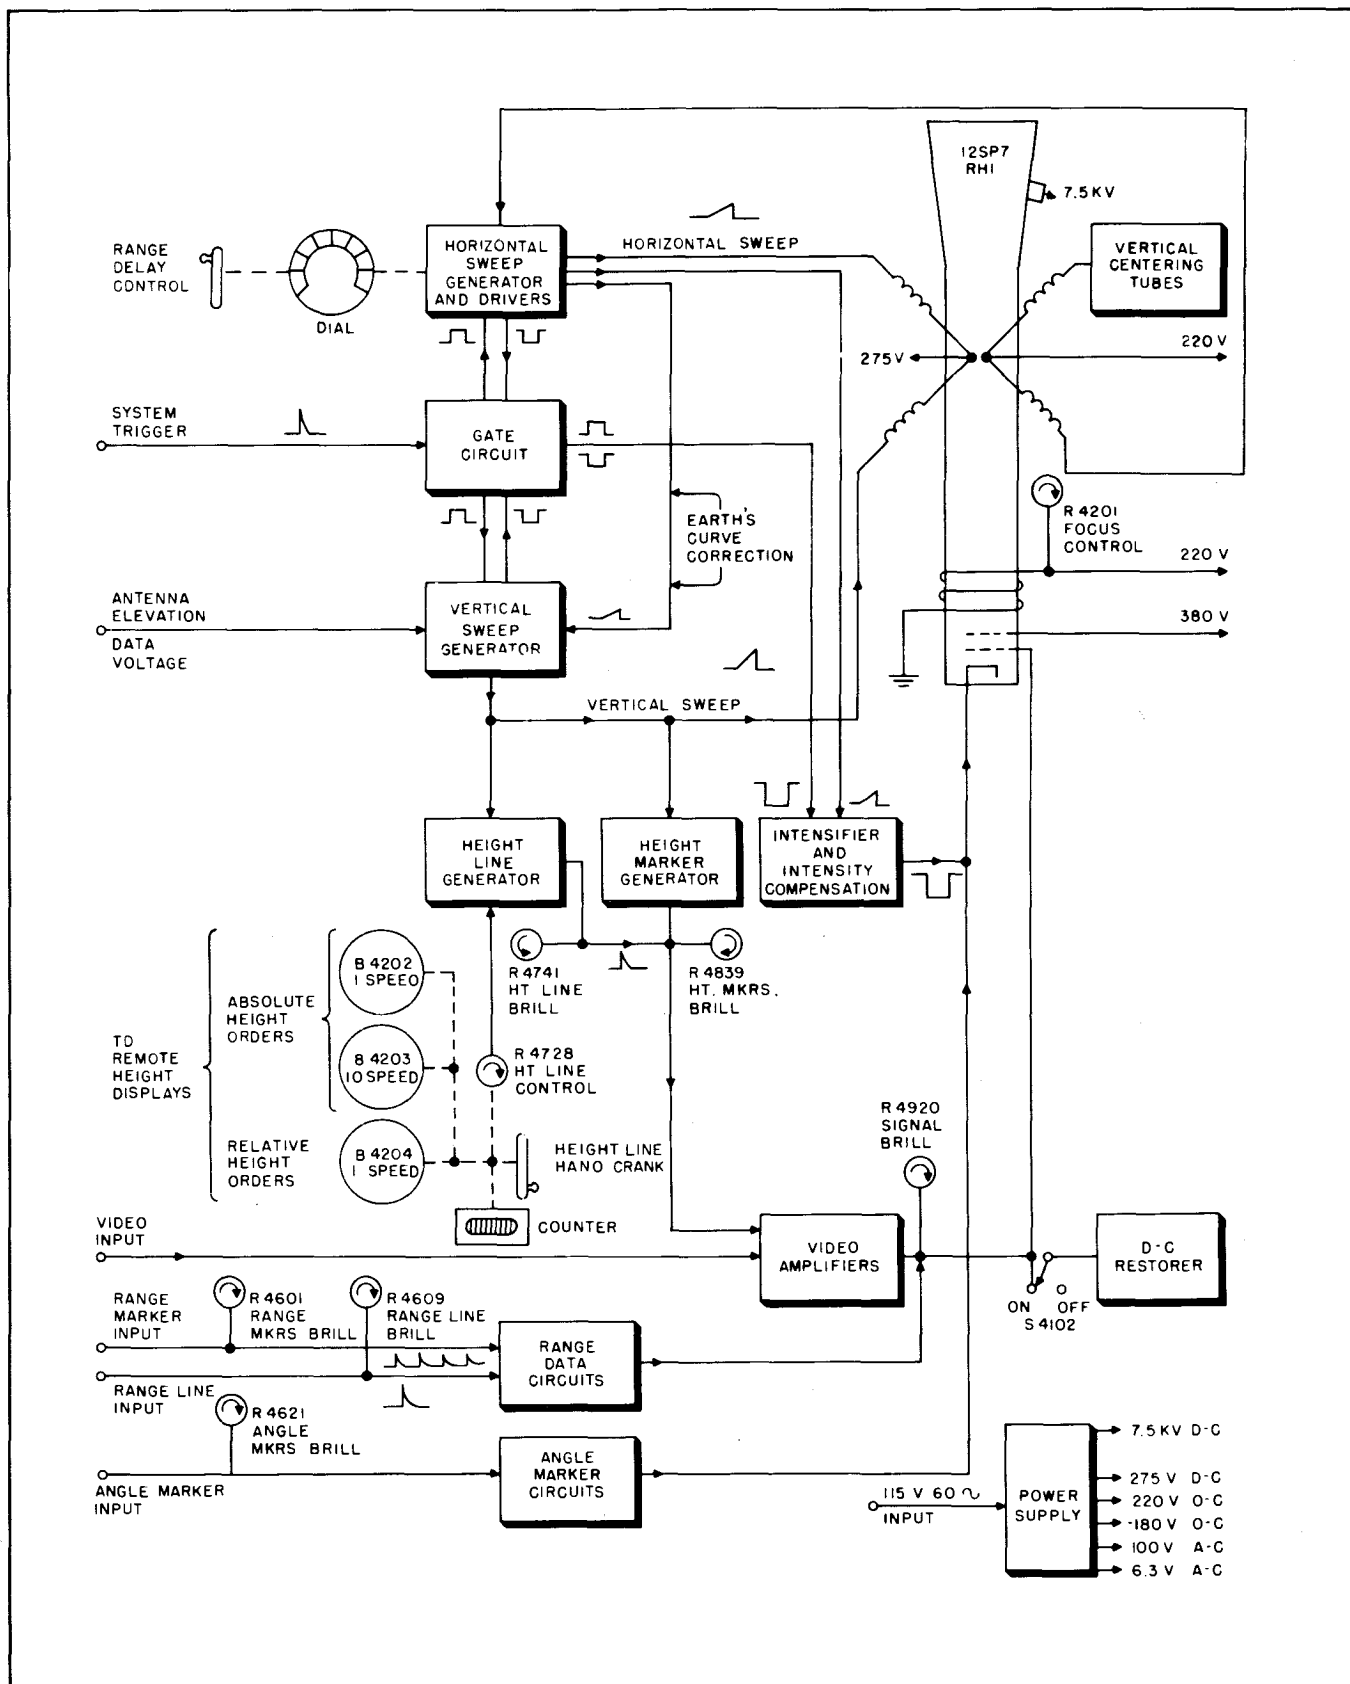 12SP7
RHI
7.5 KV
RANGE
DELAY
CONTROL
DIAL
HORIZONTAL
SWEEP
GENERATOR
AND DRIVERS
HORIZONTAL SWEEP
VERTICAL
CENTERING
TUBES
275V
220 V
SYSTEM
TRIGGER
GATE
CIRCUIT
EARTH'S
CURVE
CORRECTION
R 4201
FOCUS
CONTROL
220 V
380 V
ANTENNA
ELEVATION
DATA
VOLTAGE
VERTICAL
SWEEP
GENERATOR
VERTICAL SWEEP
HEIGHT
LINE
GENERATOR
HEIGHT
MARKER
GENERATOR
INTENSIFIER
AND
INTENSITY
COMPENSATION
R 4741
HT LINE
BRILL
R 4839
HT. MKRS.
BRILL
TD
REMOTE
HEIGHT
DISPLAYS
ABSOLUTE
HEIGHT
ORDERS
B 4202
1 SPEEO
B 4203
10 SPEED
R 4728
HT LINE
CONTROL
RELATIVE
HEIGHT
ORDERS
B 4204
1 SPEED
HEIGHT LINE
HANO CRANK
COUNTER
R 4920
SIGNAL
BRILL
VIDEO
INPUT
VIDEO
AMPLIFIERS
D-C
RESTORER
ON OFF
S 4102
RANGE
MARKER
INPUT
R 4601
RANGE
MKRS BRILL
R 4609
RANGE LINE
BRILL
RANGE
DATA
CIRCUITS
RANGE LINE
INPUT
R 4621
ANGLE
MKRS BRILL
ANGLE MARKER
INPUT
ANGLE
MARKER
CIRCUITS
115 V 60 ~
INPUT
POWER
SUPPLY
7.5 KV D-C
275 V D-C
220 V O-C
-180 V O-C
100 V A-C
6.3 V A-C